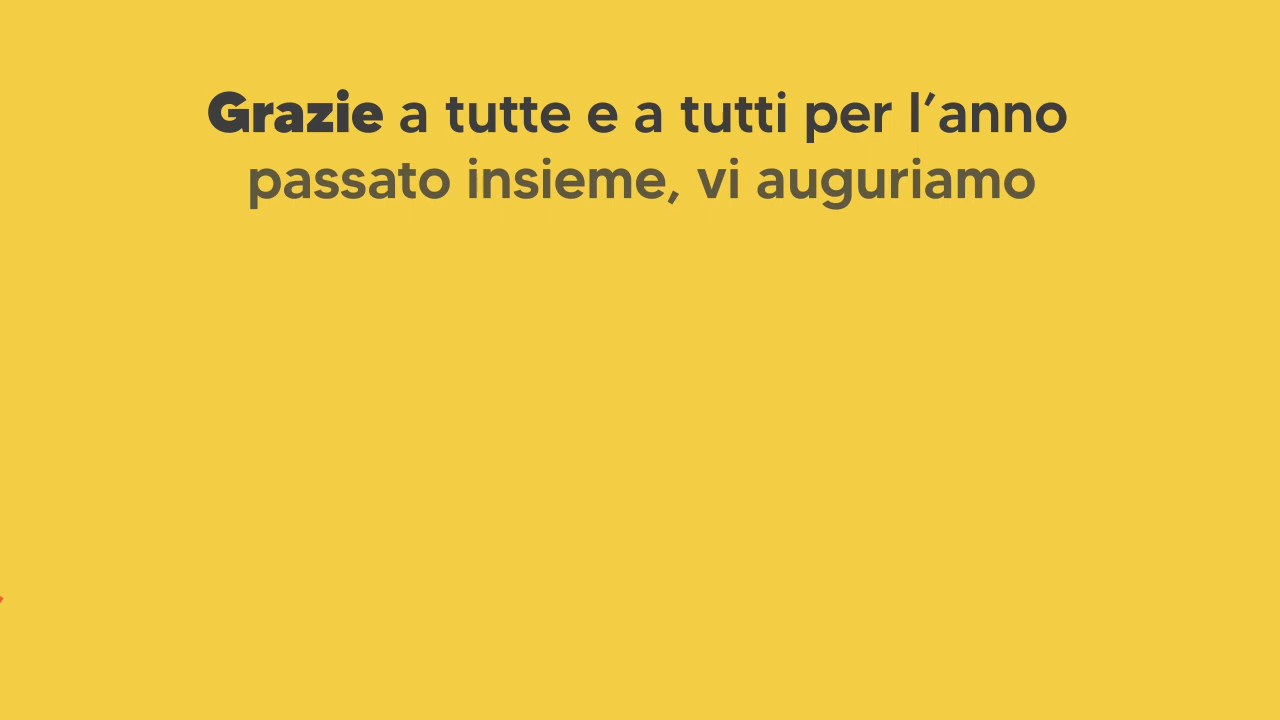 Grazie a tutte e a tutti per l’anno
passato insieme, vi auguriamo